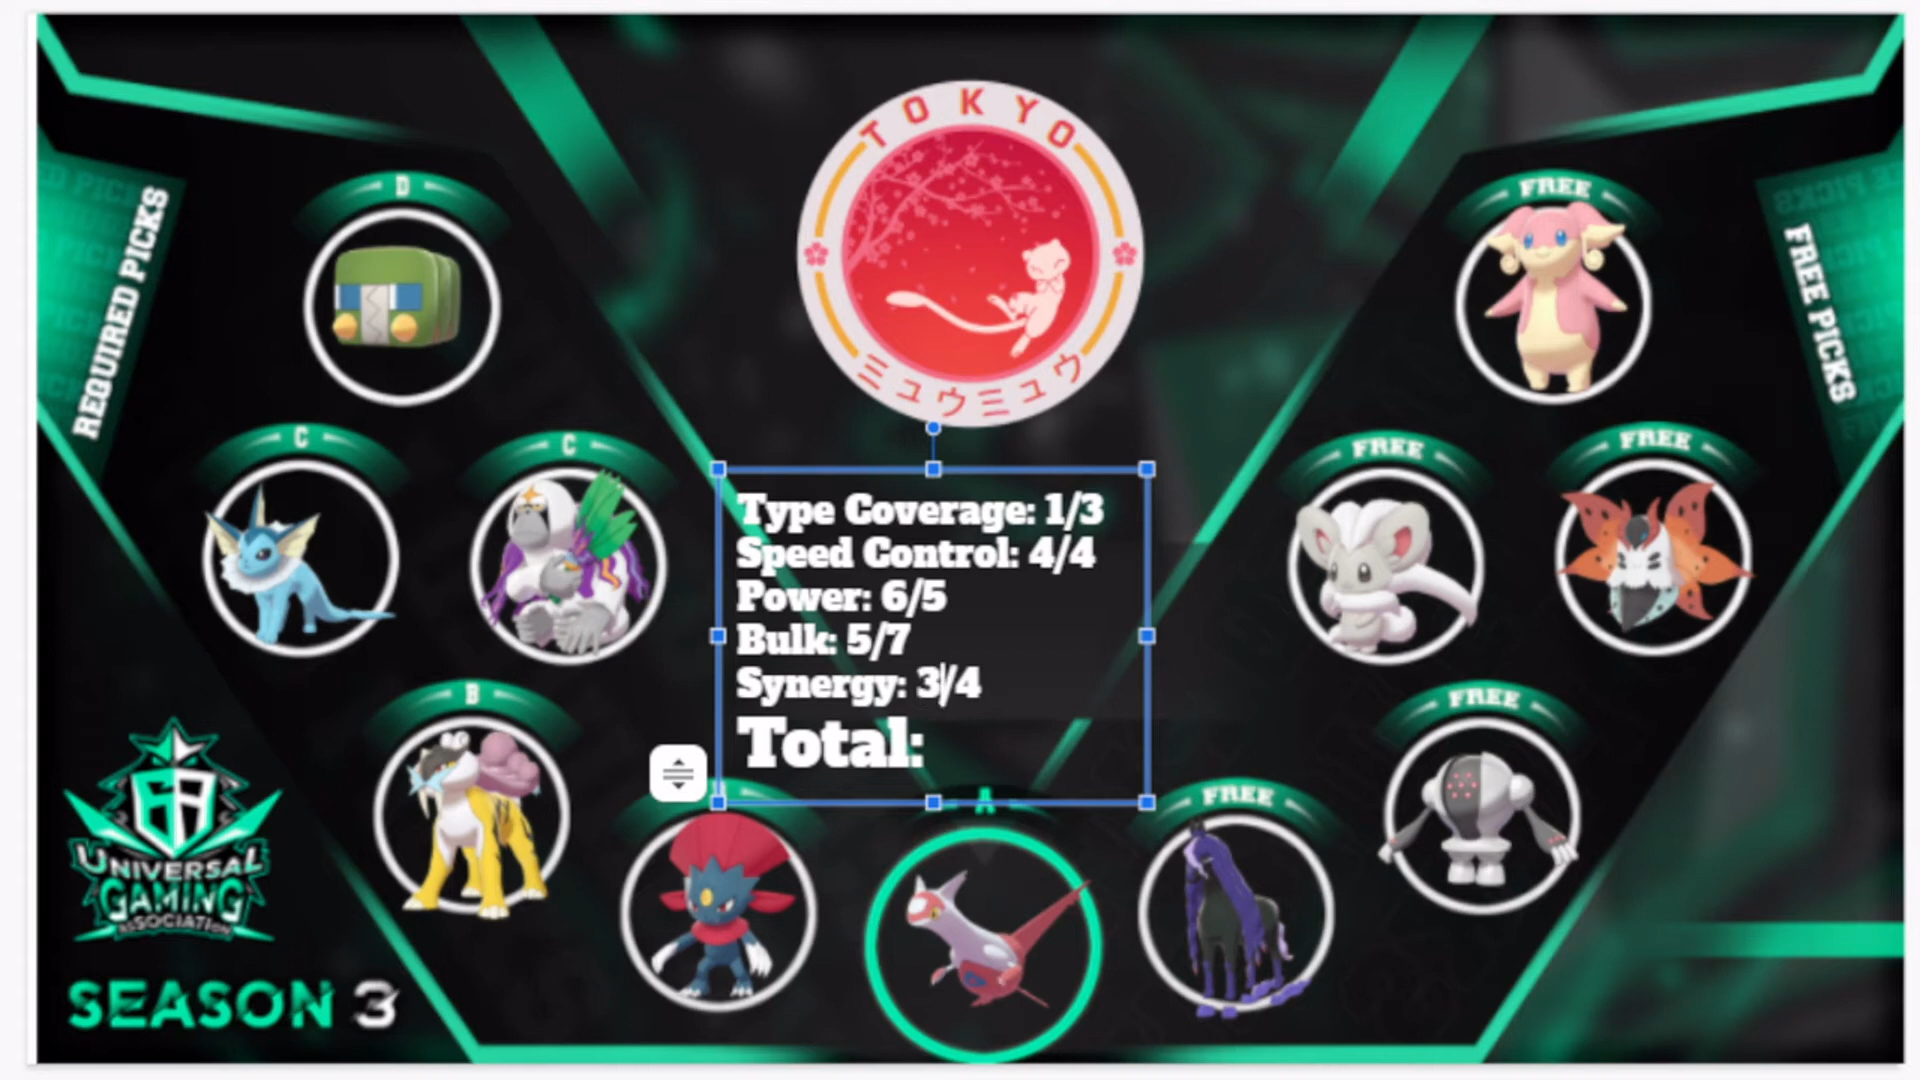 TOKYO
ミュウミュウ
REQUIRED PICKS
D
C
C
B
FREE PICKS
FREE
FREE
FREE
FREE
FREE
A
Type Coverage: 1/3
Speed Control: 4/4
Power: 6/5
Bulk: 5/7
Synergy: 3/4
Total:
UNIVERSAL
GAMING
ASSOCIATION
SEASON 3